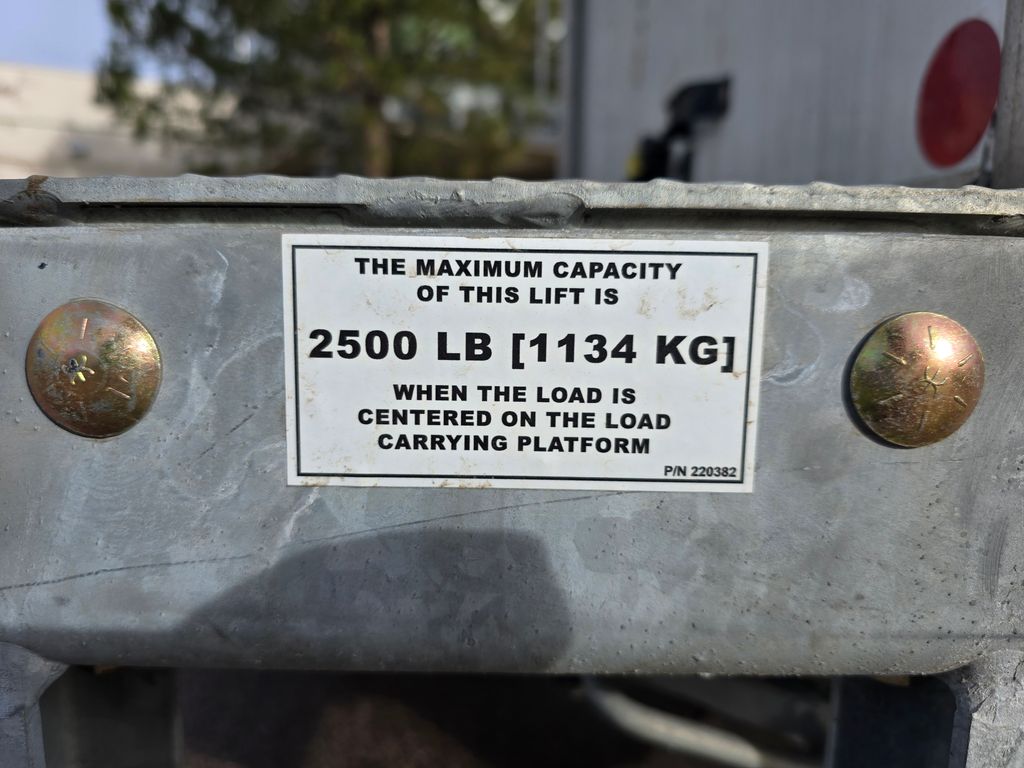 THE MAXIMUM CAPACITY
OF THIS LIFT IS
2500 LB [1134 KG]
WHEN THE LOAD IS
CENTERED ON THE LOAD
CARRYING PLATFORM
P/N 220382